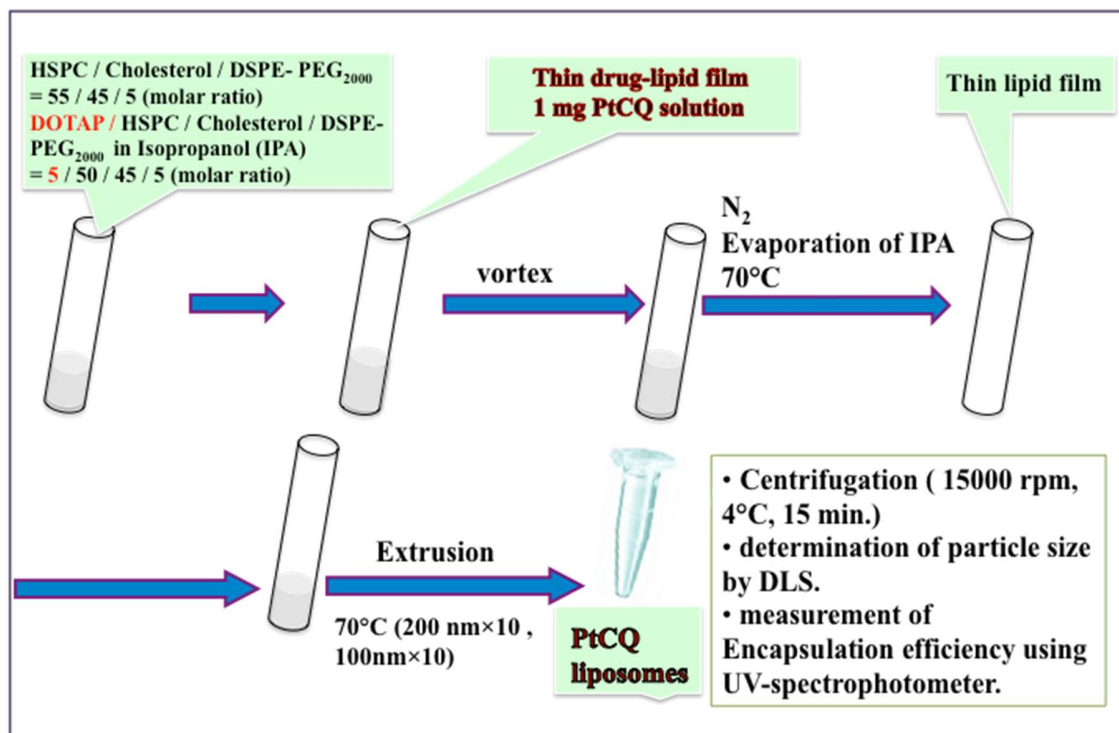 HSPC / Cholesterol / DSPE- PEG2000
= 55 / 45 / 5 (molar ratio)
DOTAP / HSPC / Cholesterol / DSPE-
PEG2000 in Isopropanol (IPA)
= 5 / 50 / 45 / 5 (molar ratio)
Thin drug-lipid film
1 mg PtCQ solution
Thin lipid film
vortex
N2
Evaporation of IPA
70°C
Extrusion
70°C (200 nm×10 ,
100nm×10)
PtCQ
liposomes
• Centrifugation ( 15000 rpm,
4°C, 15 min.)
• determination of particle size
by DLS.
• measurement of
Encapsulation efficiency using
UV-spectrophotometer.